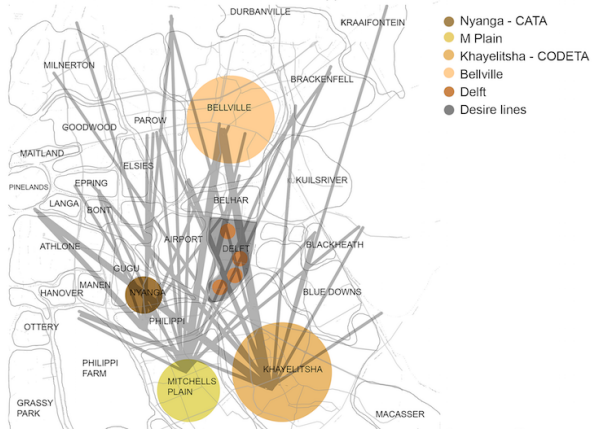 DURBANVILLE
KRAAIFONTEIN
Nyanga - CATA
M Plain
Khayelitsha - CODETA
Bellville
Delft
Desire lines
MILNERTON
BRACKENFELL
BELLVILLE
GOODWOOD
PAROW
MAITLAND
ELSIES
PINELANDS
EPPING
KUILSRIVER
LANGA
BONT
BELHAR
ATHLONE
AIRPORT
DELFT
BLACKHEATH
GUGU
MANEN
HANOVER
NYANGA
BLUE DOWNS
OTTERY
PHILIPPI
PHILIPPI
FARM
MITCHELLS
PLAIN
KHAYELITSHA
GRASSY
PARK
MACASSER